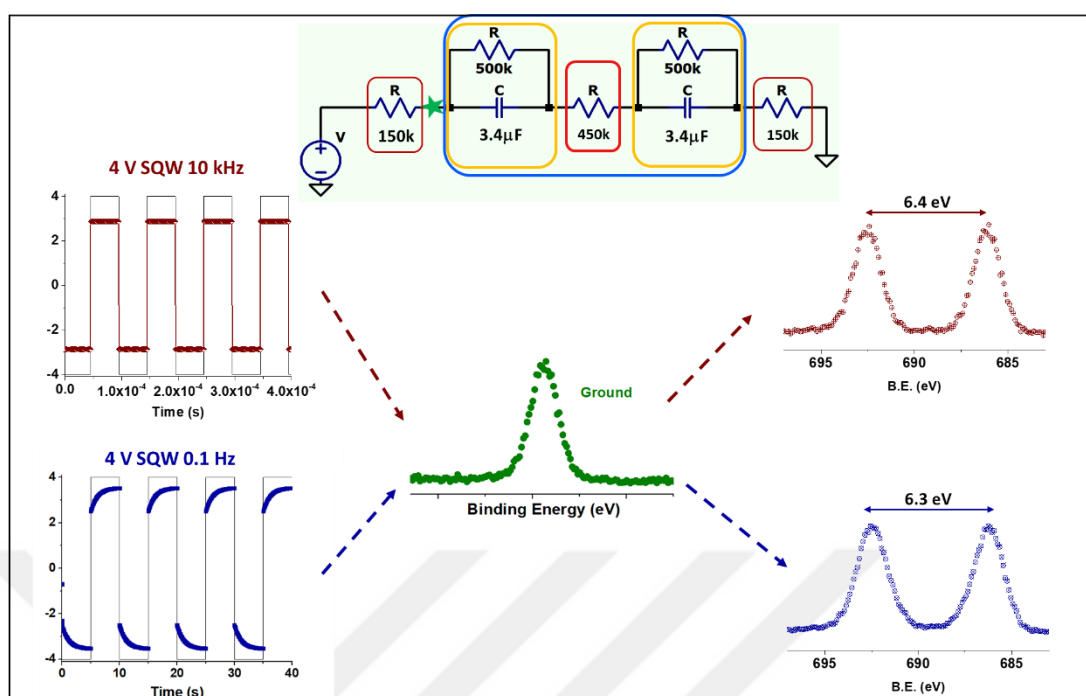 R
500k
C
3.4μF
R
150k
V
R
450k
R
500k
C
3.4μF
R
150k
4 V SQW 10 kHz
4
2
0
-2
-4
0.0 1.0x10⁻⁴ 2.0x10⁻⁴ 3.0x10⁻⁴ 4.0x10⁻⁴
Time (s)
6.4 eV
695 690 685
B.E. (eV)
Ground
Binding Energy (eV)
4 V SQW 0.1 Hz
4
2
0
-2
-4
0 10 20 30 40
Time (s)
6.3 eV
695 690 685
B.E. (eV)